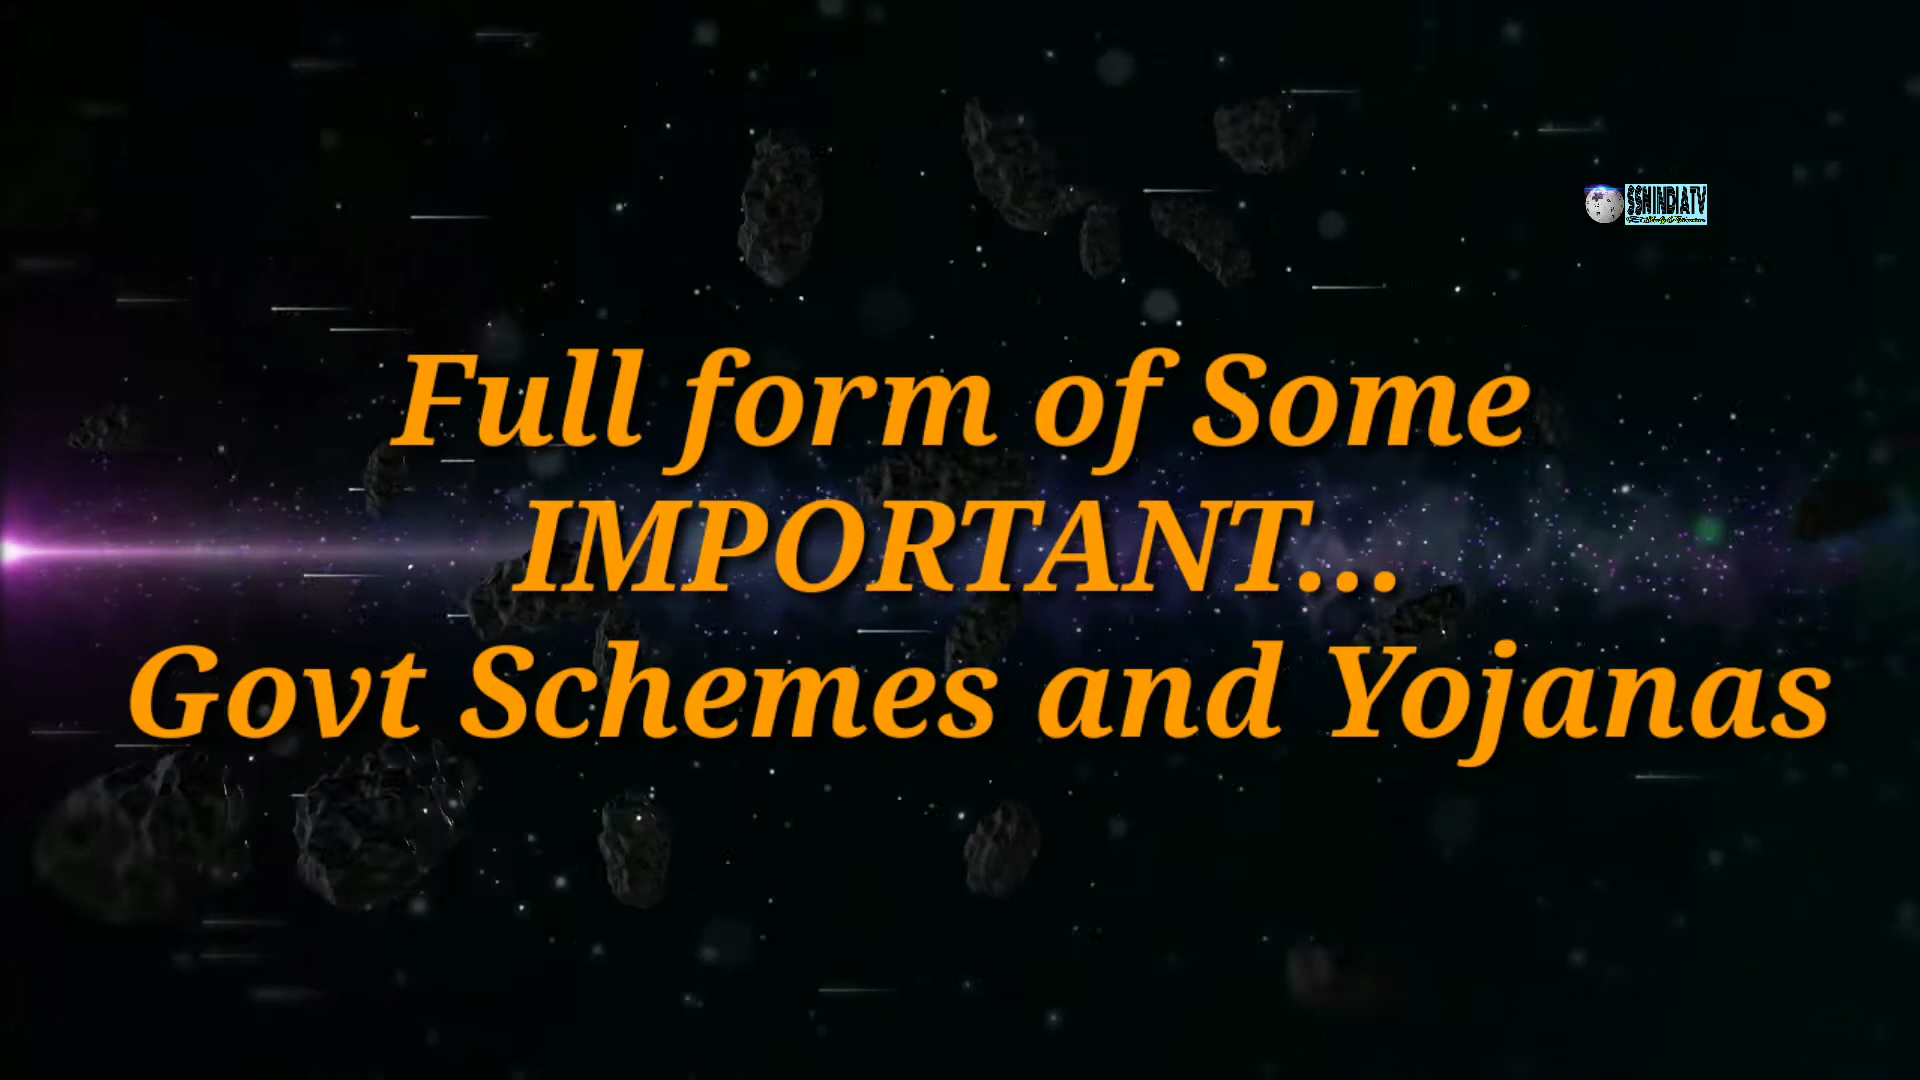 SSHINDIATV
Full form of Some
IMPORTANT...
Govt Schemes and Yojanas